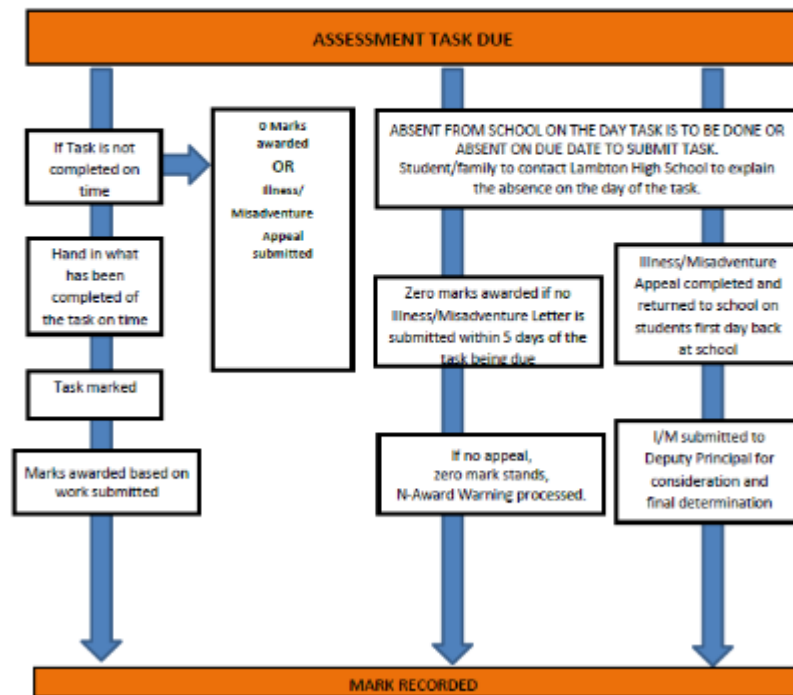 ASSESSMENT TASK DUE
If Task is not
completed on
time
0 Marks
awarded
OR
Illness/
Misadventure
Appeal
submitted
ABSENT FROM SCHOOL ON THE DAY TASK IS TO BE DONE OR
ABSENT ON DUE DATE TO SUBMIT TASK.
Student/family to contact Lambton High School to explain
the absence on the day of the task.
Hand in what
has been
completed of
the task on time
Zero marks awarded if no
Illness/Misadventure Letter is
submitted within 5 days of the
task being due
Illness/Misadventure
Appeal completed and
returned to school on
students first day back
at school
Task marked
Marks awarded based on
work submitted
If no appeal,
zero mark stands,
N-Award Warning processed.
I/M submitted to
Deputy Principal for
consideration and
final determination
MARK RECORDED